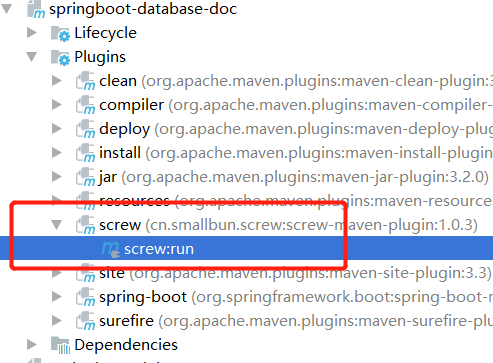 springboot-database-doc
Lifecycle
Plugins
clean (org.apache.maven.plugins:maven-clean-plugin:3.
compiler (org.apache.maven.plugins:maven-compiler-
deploy (org.apache.maven.plugins:maven-deploy-plug
install (org.apache.maven.plugins:maven-install-plugin
jar (org.apache.maven.plugins:maven-jar-plugin:3.2.0)
resources (org.apache.maven.plugins:maven-resources
screw (cn.smallbun.screw:screw-maven-plugin:1.0.3)
screw:run
site (org.apache.maven.plugins:maven-site-plugin:3.3)
spring-boot (org.springframework.boot:spring-boot-r
surefire (org.apache.maven.plugins:maven-surefire-plu
Dependencies